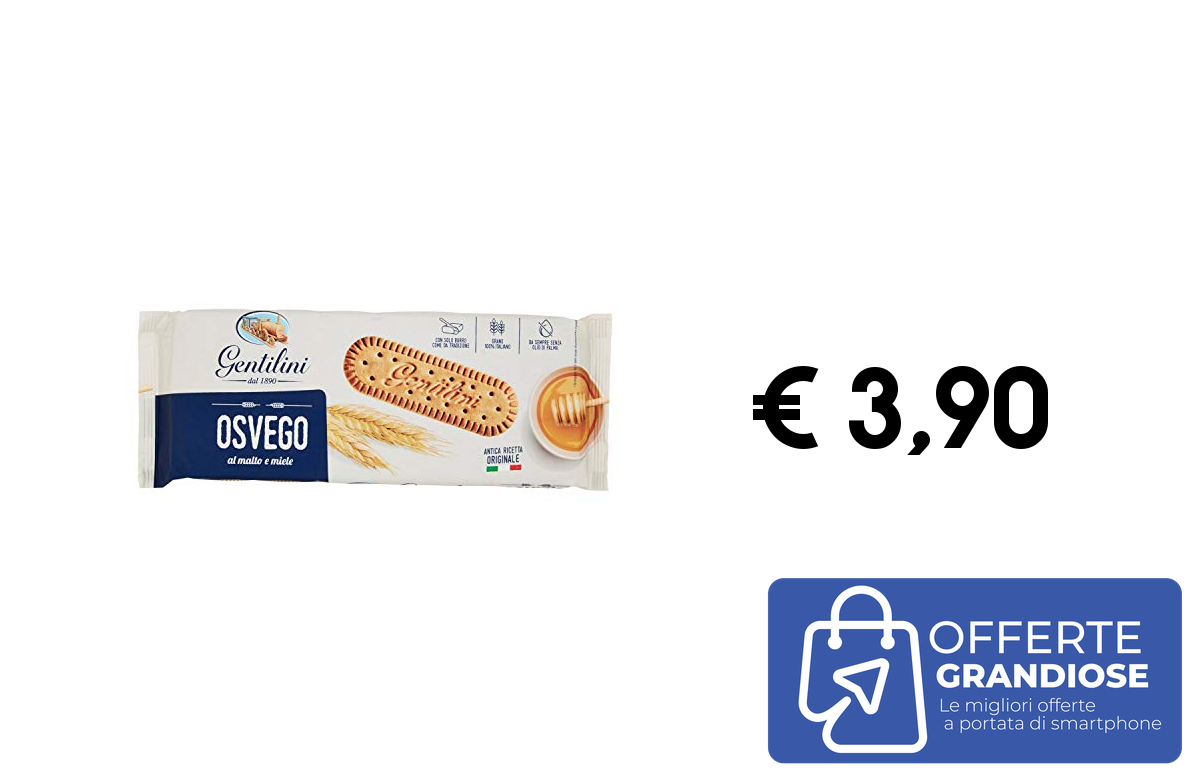 Gentilini
dal 1890
OSVEGO
al malto e miele
Gentilini
CON SOLO BURRO
COME DA TRADIZIONE
GRANO
100% ITALIANO
DA SEMPRE SENZA
OLIO DI PALMA
ANTICA RICETTA
ORIGINALE
€ 3,90
OFFERTE
GRANDIOSE
Le migliori offerte
a portata di smartphone